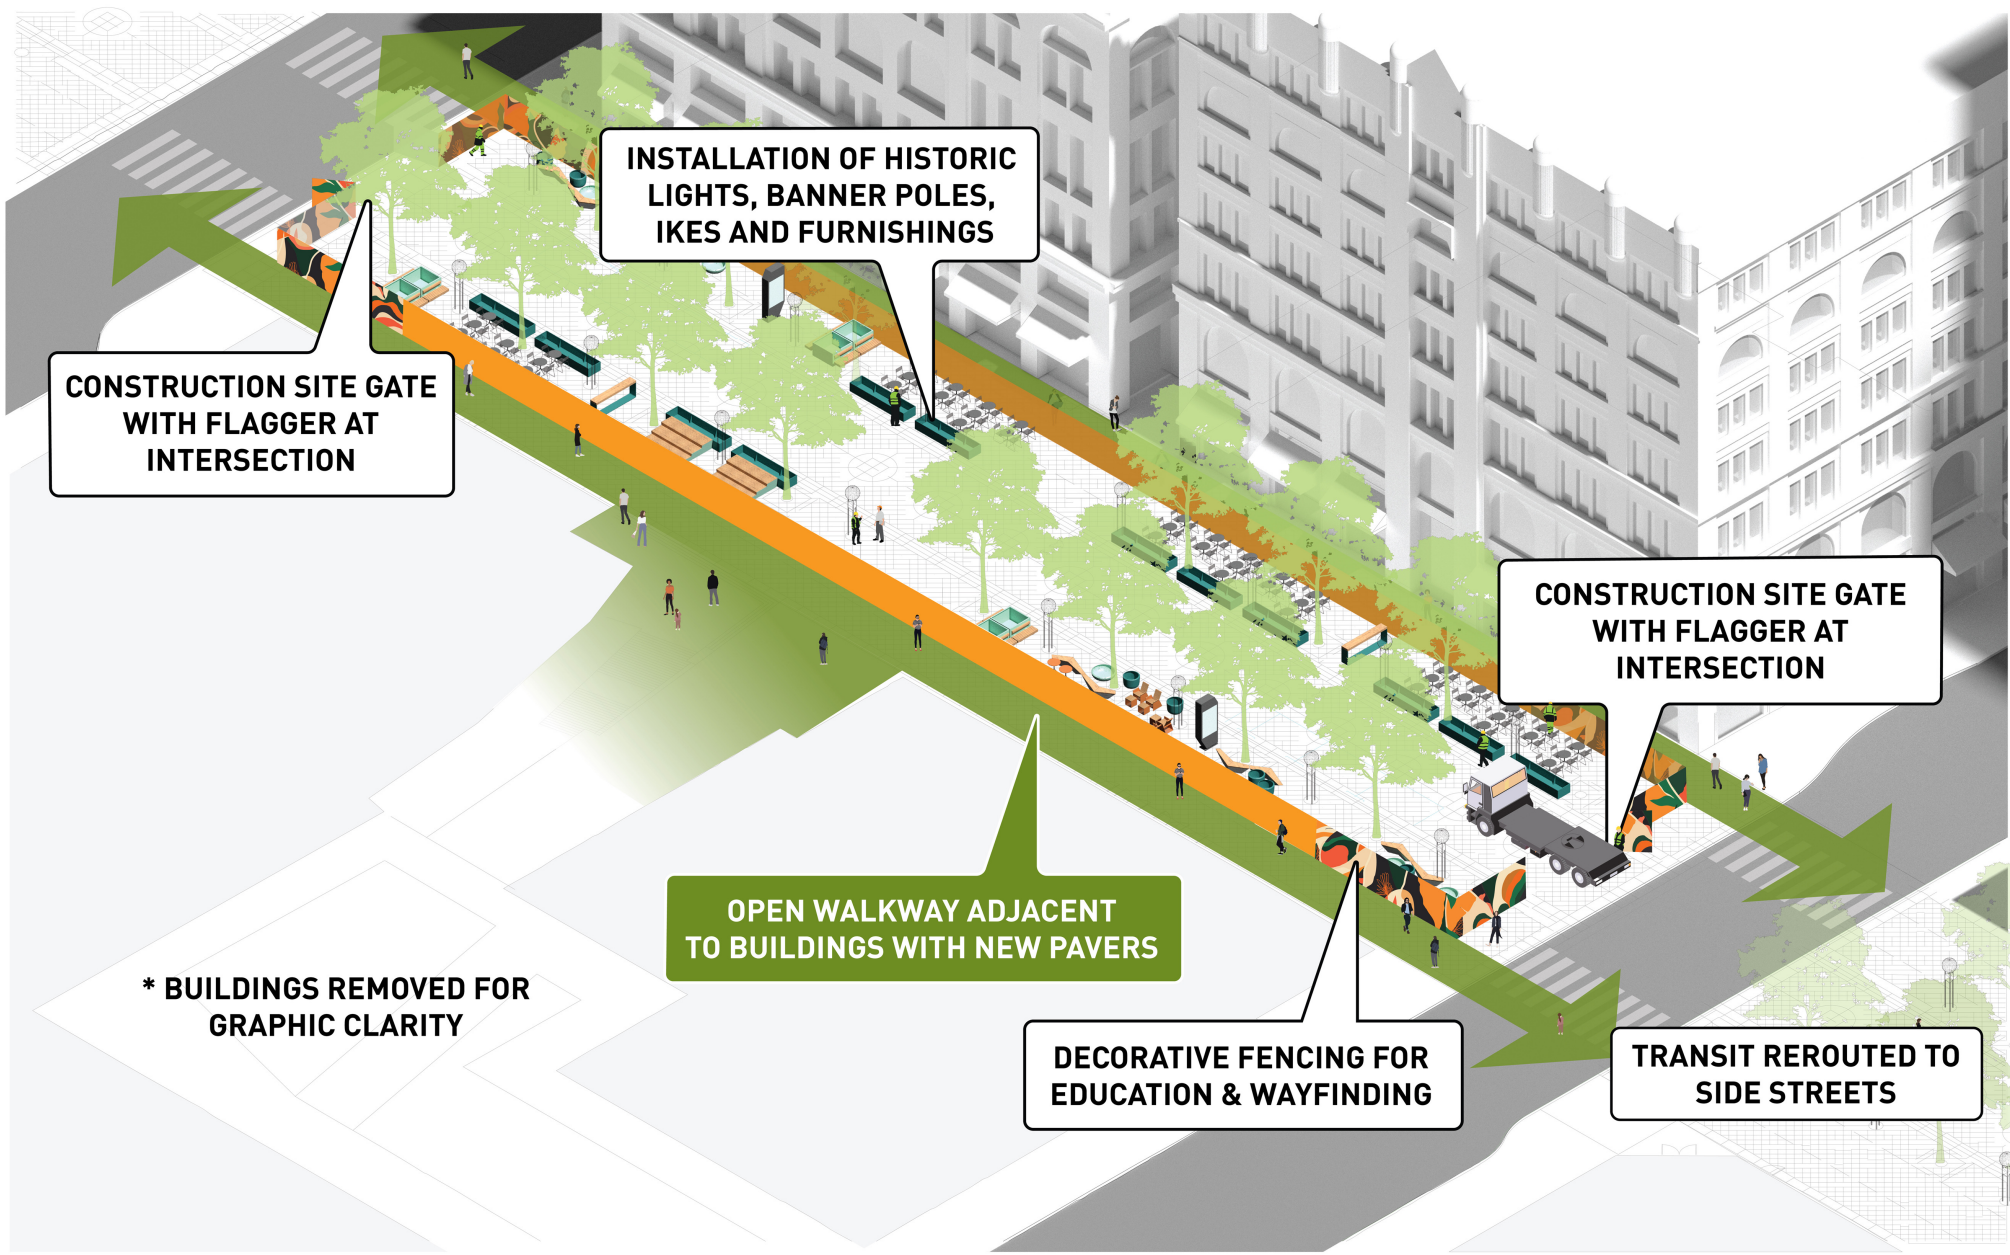 INSTALLATION OF HISTORIC
LIGHTS, BANNER POLES,
IKES AND FURNISHINGS
CONSTRUCTION SITE GATE
WITH FLAGGER AT
INTERSECTION
CONSTRUCTION SITE GATE
WITH FLAGGER AT
INTERSECTION
OPEN WALKWAY ADJACENT
TO BUILDINGS WITH NEW PAVERS
* BUILDINGS REMOVED FOR
GRAPHIC CLARITY
DECORATIVE FENCING FOR
EDUCATION & WAYFINDING
TRANSIT REROUTED TO
SIDE STREETS